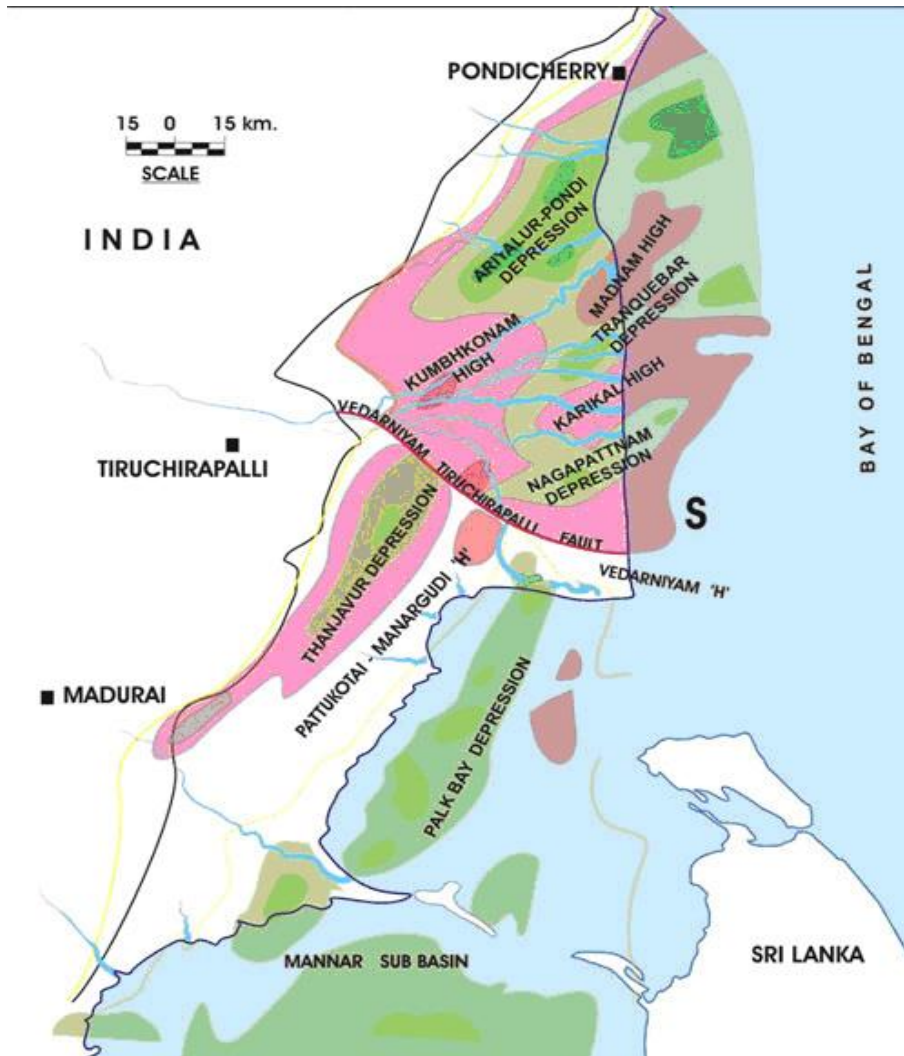 PONDICHERRY
15 0 15 km.
SCALE
INDIA
ARIYALUR-PONDI
DEPRESSION
MADNAM HIGH
TRANQUEBAR
DEPRESSION
BAY OF BENGAL
KUMBHKONAM
HIGH
KARIKAL HIGH
VEDARNIYAM TIRUCHIRAPALLI FAULT
TIRUCHIRAPALLI
NAGAPATTNAM
DEPRESSION
S
THANJAVUR DEPRESSION
VEDARNIYAM 'H'
PATTUKOTAI - MANARGUDI 'H'
MADURAI
PALK BAY DEPRESSION
MANNAR SUB BASIN
SRI LANKA